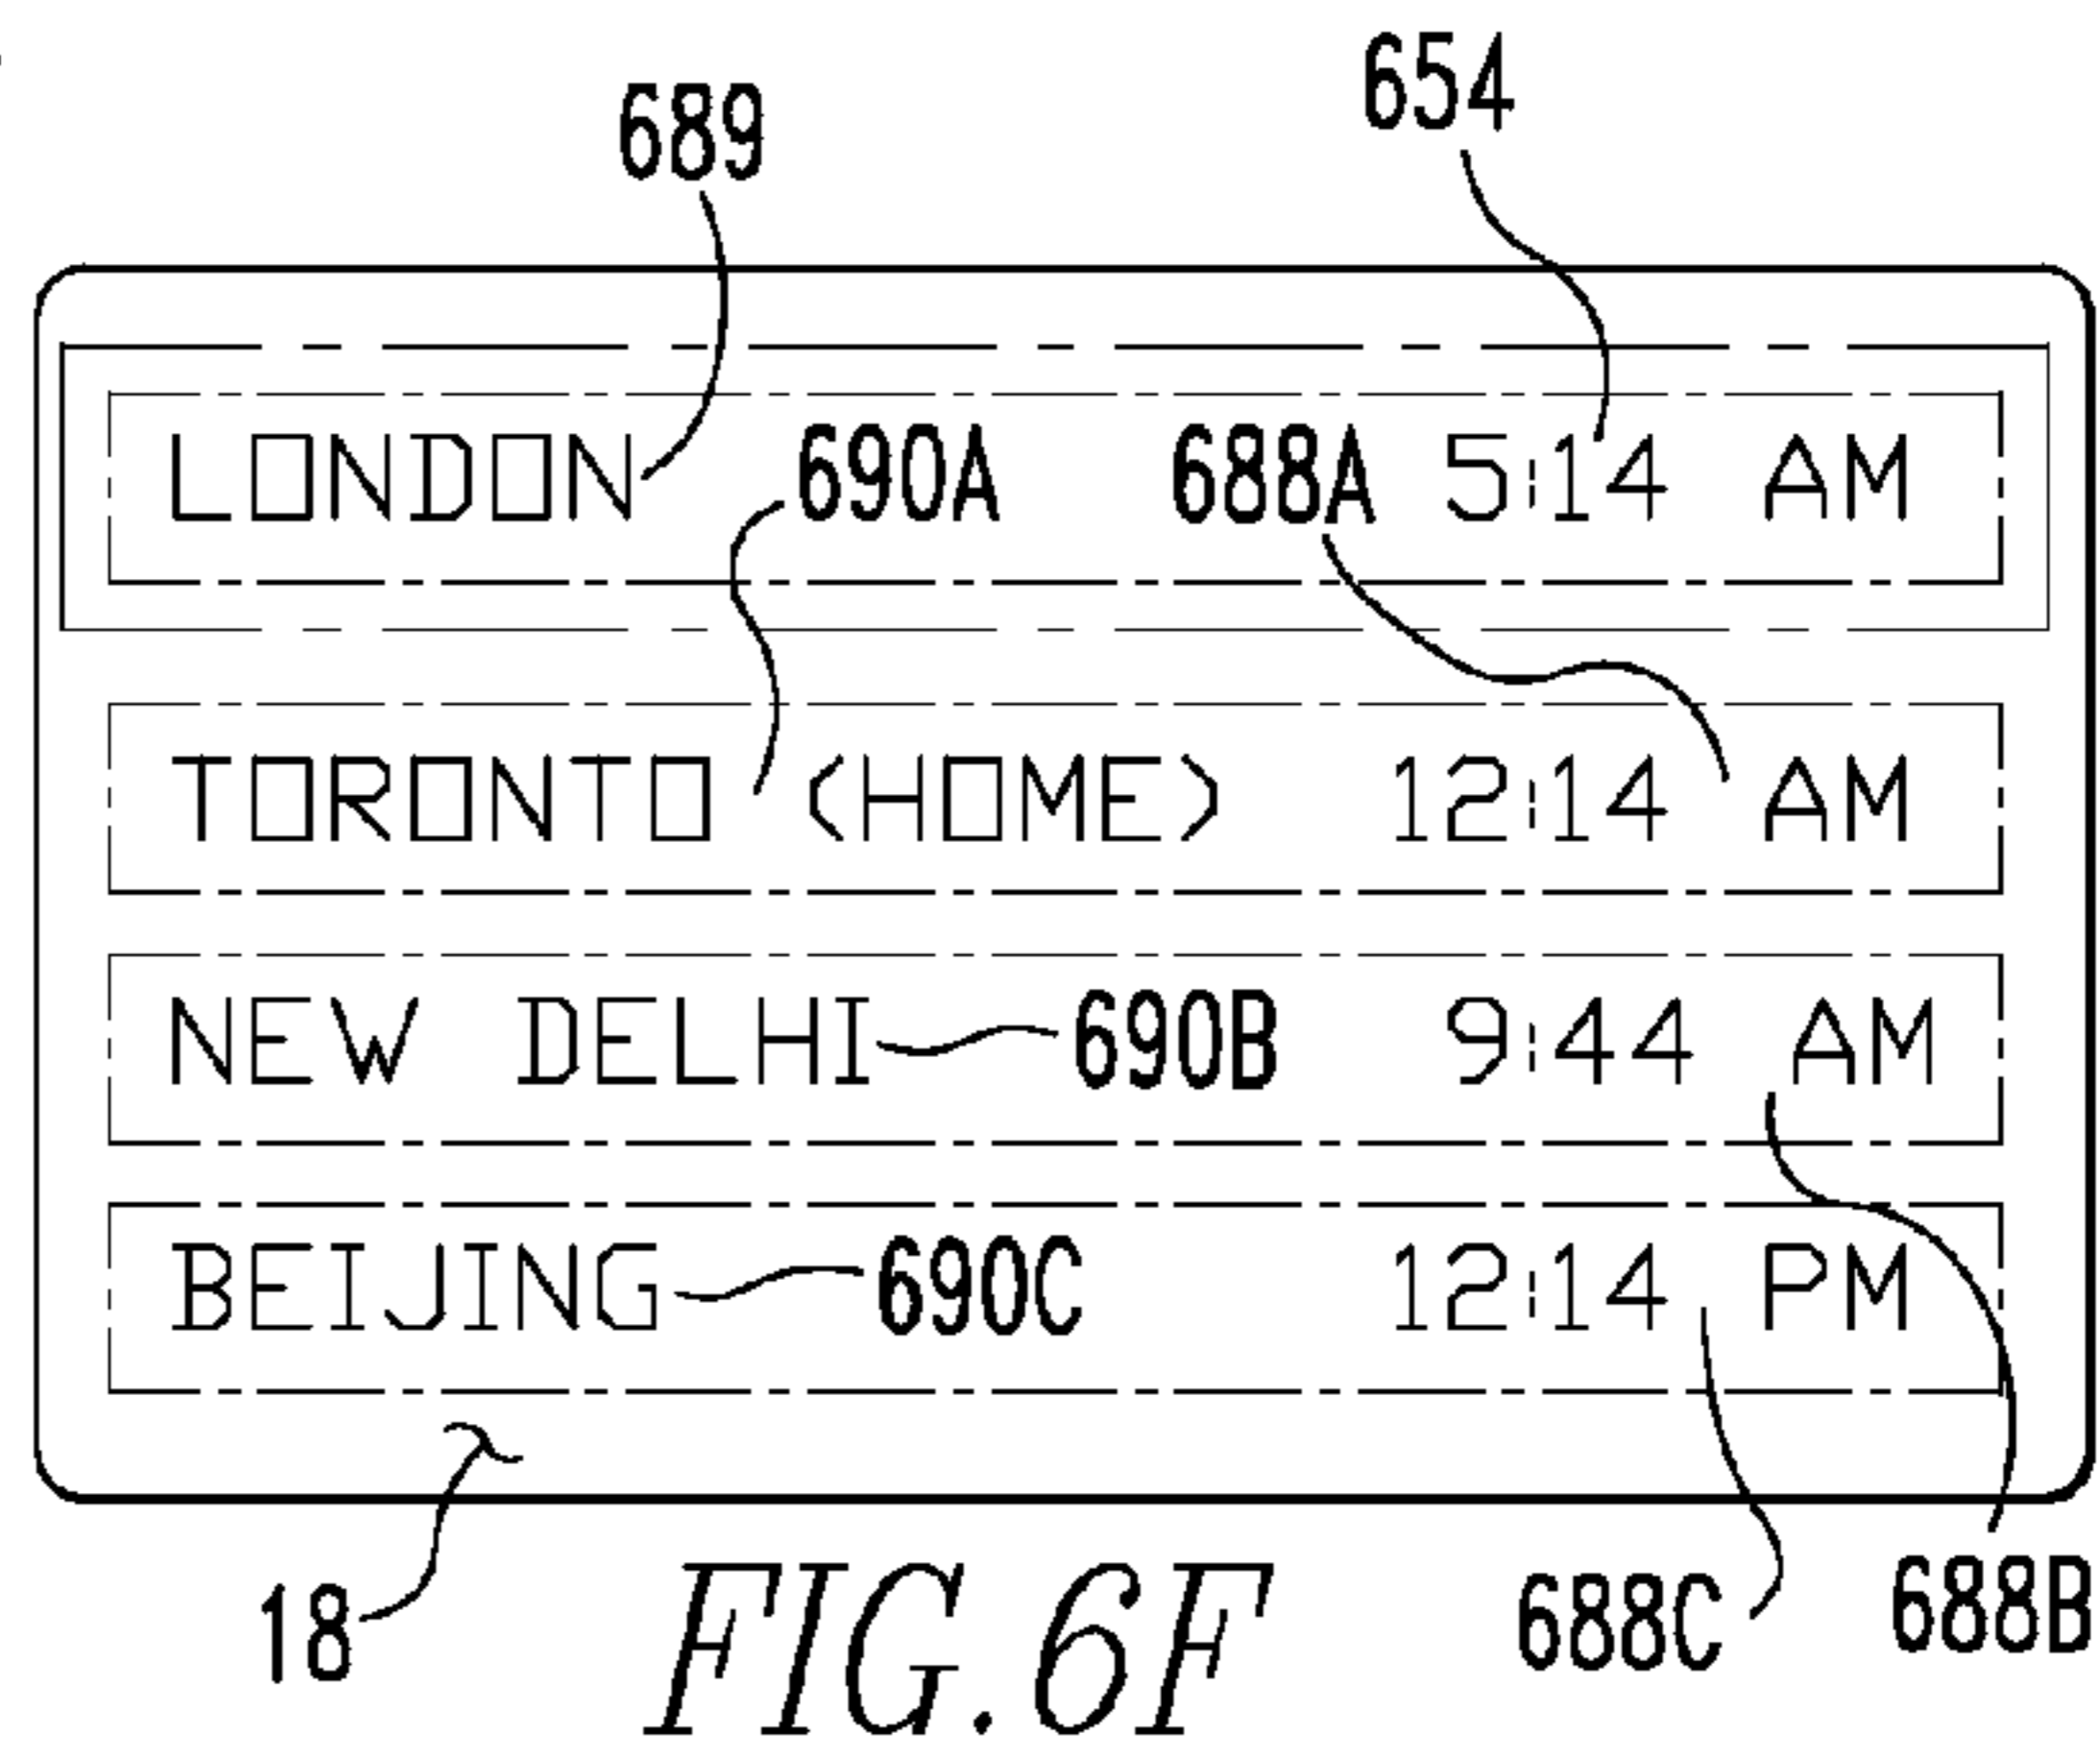 689
654
LONDON 690A 688A 5:14 AM
TORONTO (HOME) 12:14 AM
NEW DELHI 690B 9:44 AM
BEIJING 690C 12:14 PM
18
FIG.6F
688C
688B